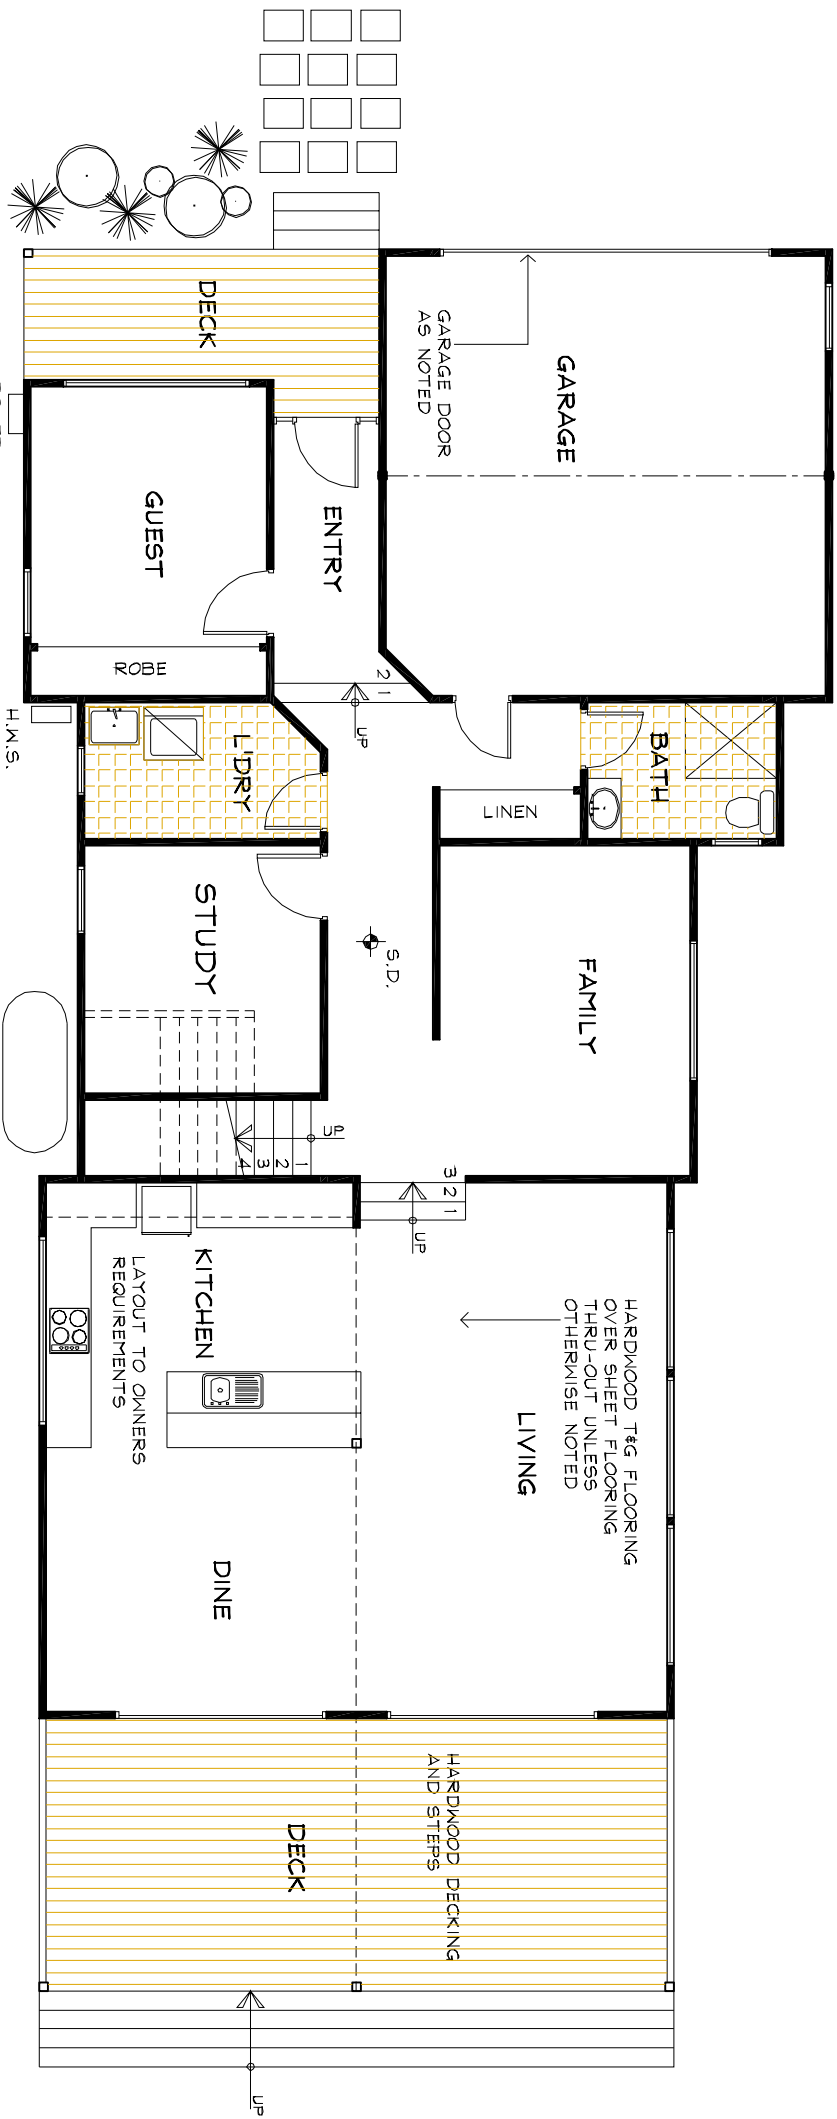 DECK
GARAGE DOOR
AS NOTED
GARAGE
GUEST
ENTRY
ROBE
2 1
UP
H.W.S.
L'DRY
BATH
LINEN
STUDY
S.D.
FAMILY
UP
1
2
3
4
3 2 1
UP
KITCHEN
LAYOUT TO OWNERS
REQUIREMENTS
HARDWOOD T&G FLOORING
OVER SHEET FLOORING
THRU-OUT UNLESS
OTHERWISE NOTED
LIVING
DINE
HARDWOOD DECKING
AND STEPS
DECK
UP